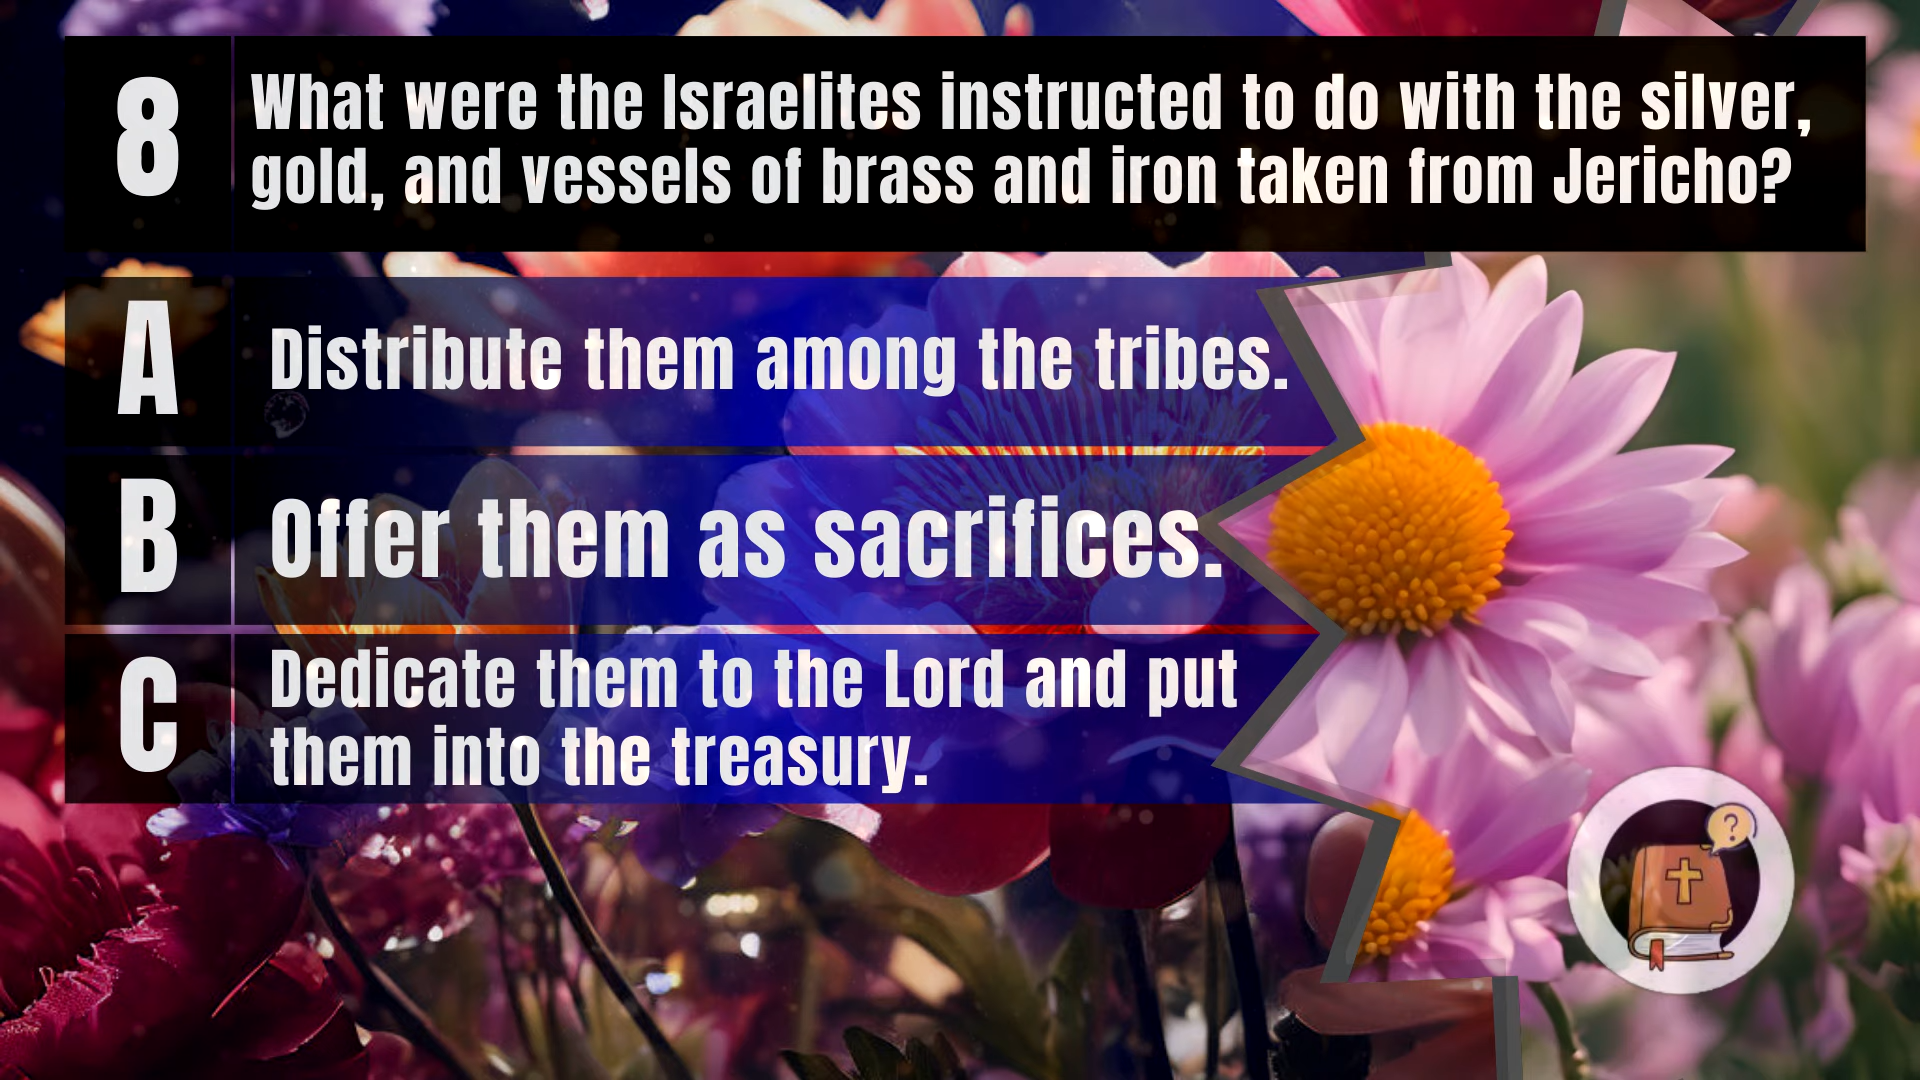 8
What were the Israelites instructed to do with the silver,
gold, and vessels of brass and iron taken from Jericho?
A
Distribute them among the tribes.
B
Offer them as sacrifices.
C
Dedicate them to the Lord and put
them into the treasury.
?